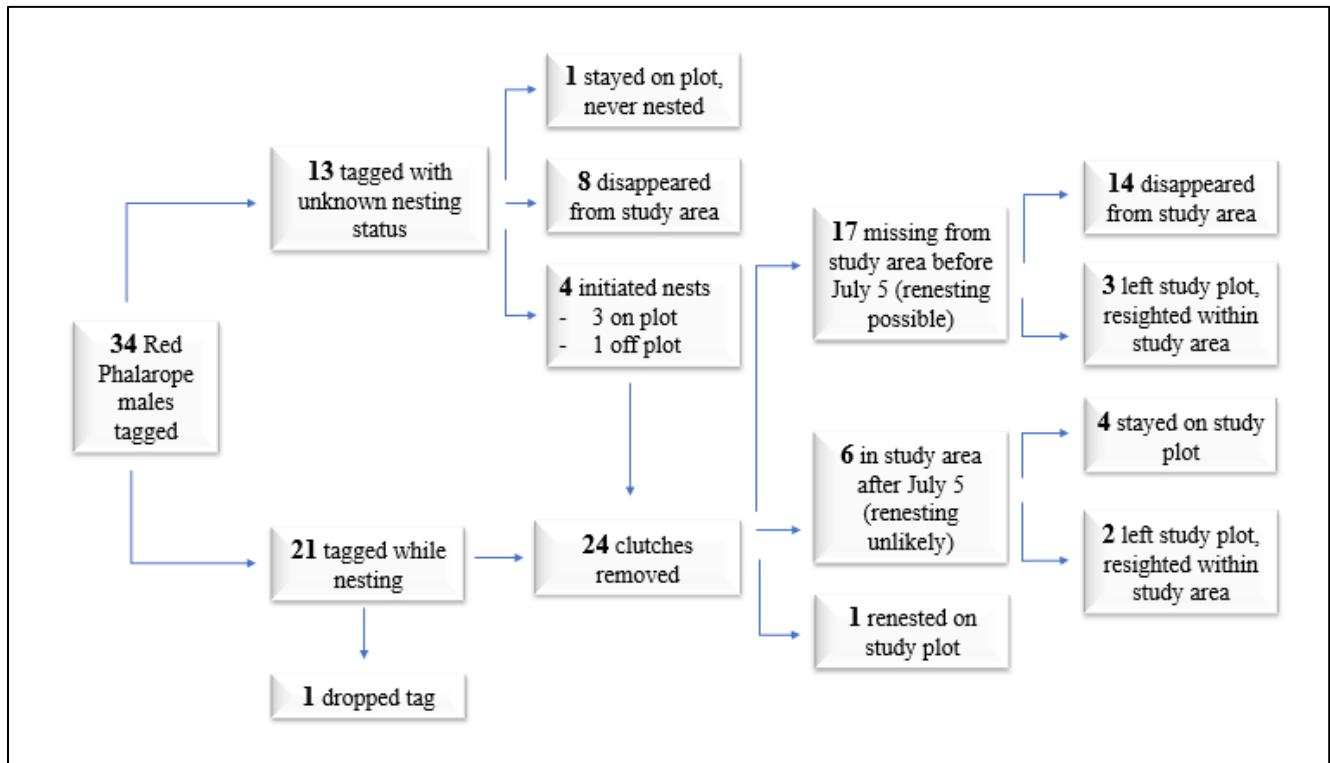 34 Red
Phalarope
males
tagged
13 tagged with
unknown nesting
status
21 tagged while
nesting
1 dropped tag
1 stayed on plot,
never nested
8 disappeared
from study area
4 initiated nests
- 3 on plot
- 1 off plot
24 clutches
removed
17 missing from
study area before
July 5 (renesting
possible)
6 in study area
after July 5
(renesting
unlikely)
1 renested on
study plot
14 disappeared
from study area
3 left study plot,
resighted within
study area
4 stayed on study
plot
2 left study plot,
resighted within
study area